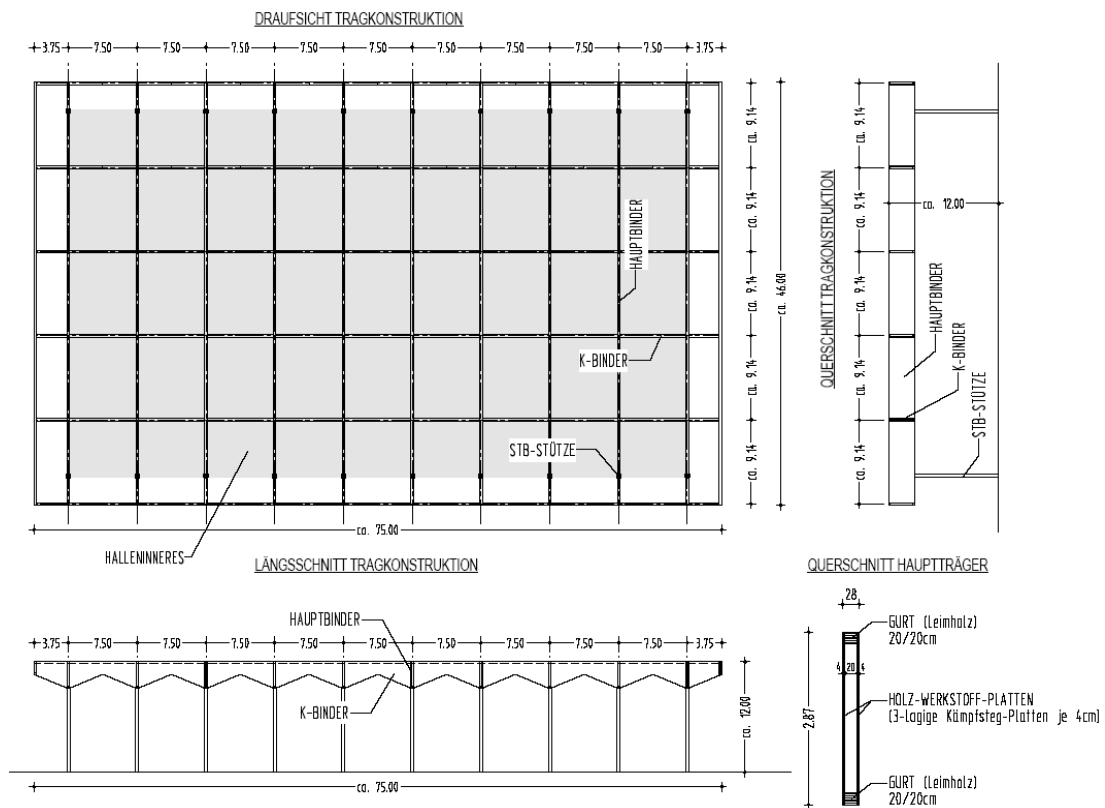 DRAUFSICHT TRAGKONSTRUKTION
3.75 7.50 7.50 7.50 7.50 7.50 7.50 7.50 7.50 7.50 3.75
HAUPTBINDER
K-BINDER
STB-STÜTZE
HALLENINNERES
ca. 75.00
ca. 9.14
ca. 9.14
ca. 9.14
ca. 9.14
ca. 9.14
ca. 46.00
QUERSCHNITT TRAGKONSTRUKTION
ca. 9.14
ca. 9.14
ca. 9.14
ca. 9.14
ca. 9.14
ca. 12.00
HAUPTBINDER
K-BINDER
STB-STÜTZE
LÄNGSSCHNITT TRAGKONSTRUKTION
HAUPTBINDER
3.75 7.50 7.50 7.50 7.50 7.50 7.50 7.50 7.50 7.50 3.75
K-BINDER
ca. 12.00
ca. 75.00
QUERSCHNITT HAUPTTRÄGER
28
GURT (Leimholz)
20/20cm
4 20 4
2.87
HOLZ-WERKSTOFF-PLATTEN
(3-Lagige Kämpfsteg-Platten je 4cm)
GURT (Leimholz)
20/20cm